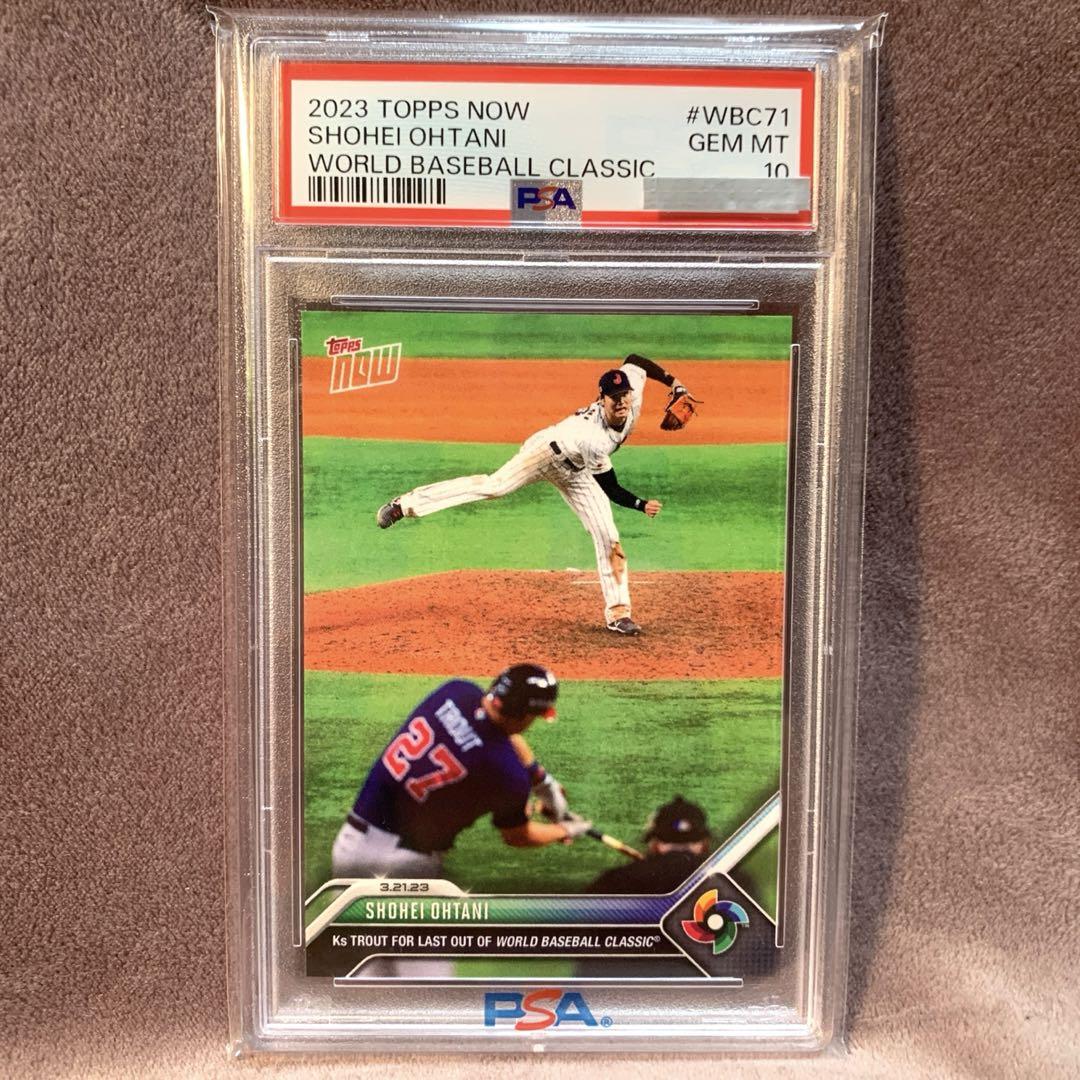 2023 TOPPS NOW #WBC71
SHOHEI OHTANI GEM MT
WORLD BASEBALL CLASSIC 10
PSA
topps
NOW
J
TROUT
27
3.21.23
SHOHEI OHTANI
Ks TROUT FOR LAST OUT OF WORLD BASEBALL CLASSIC®
PSA®